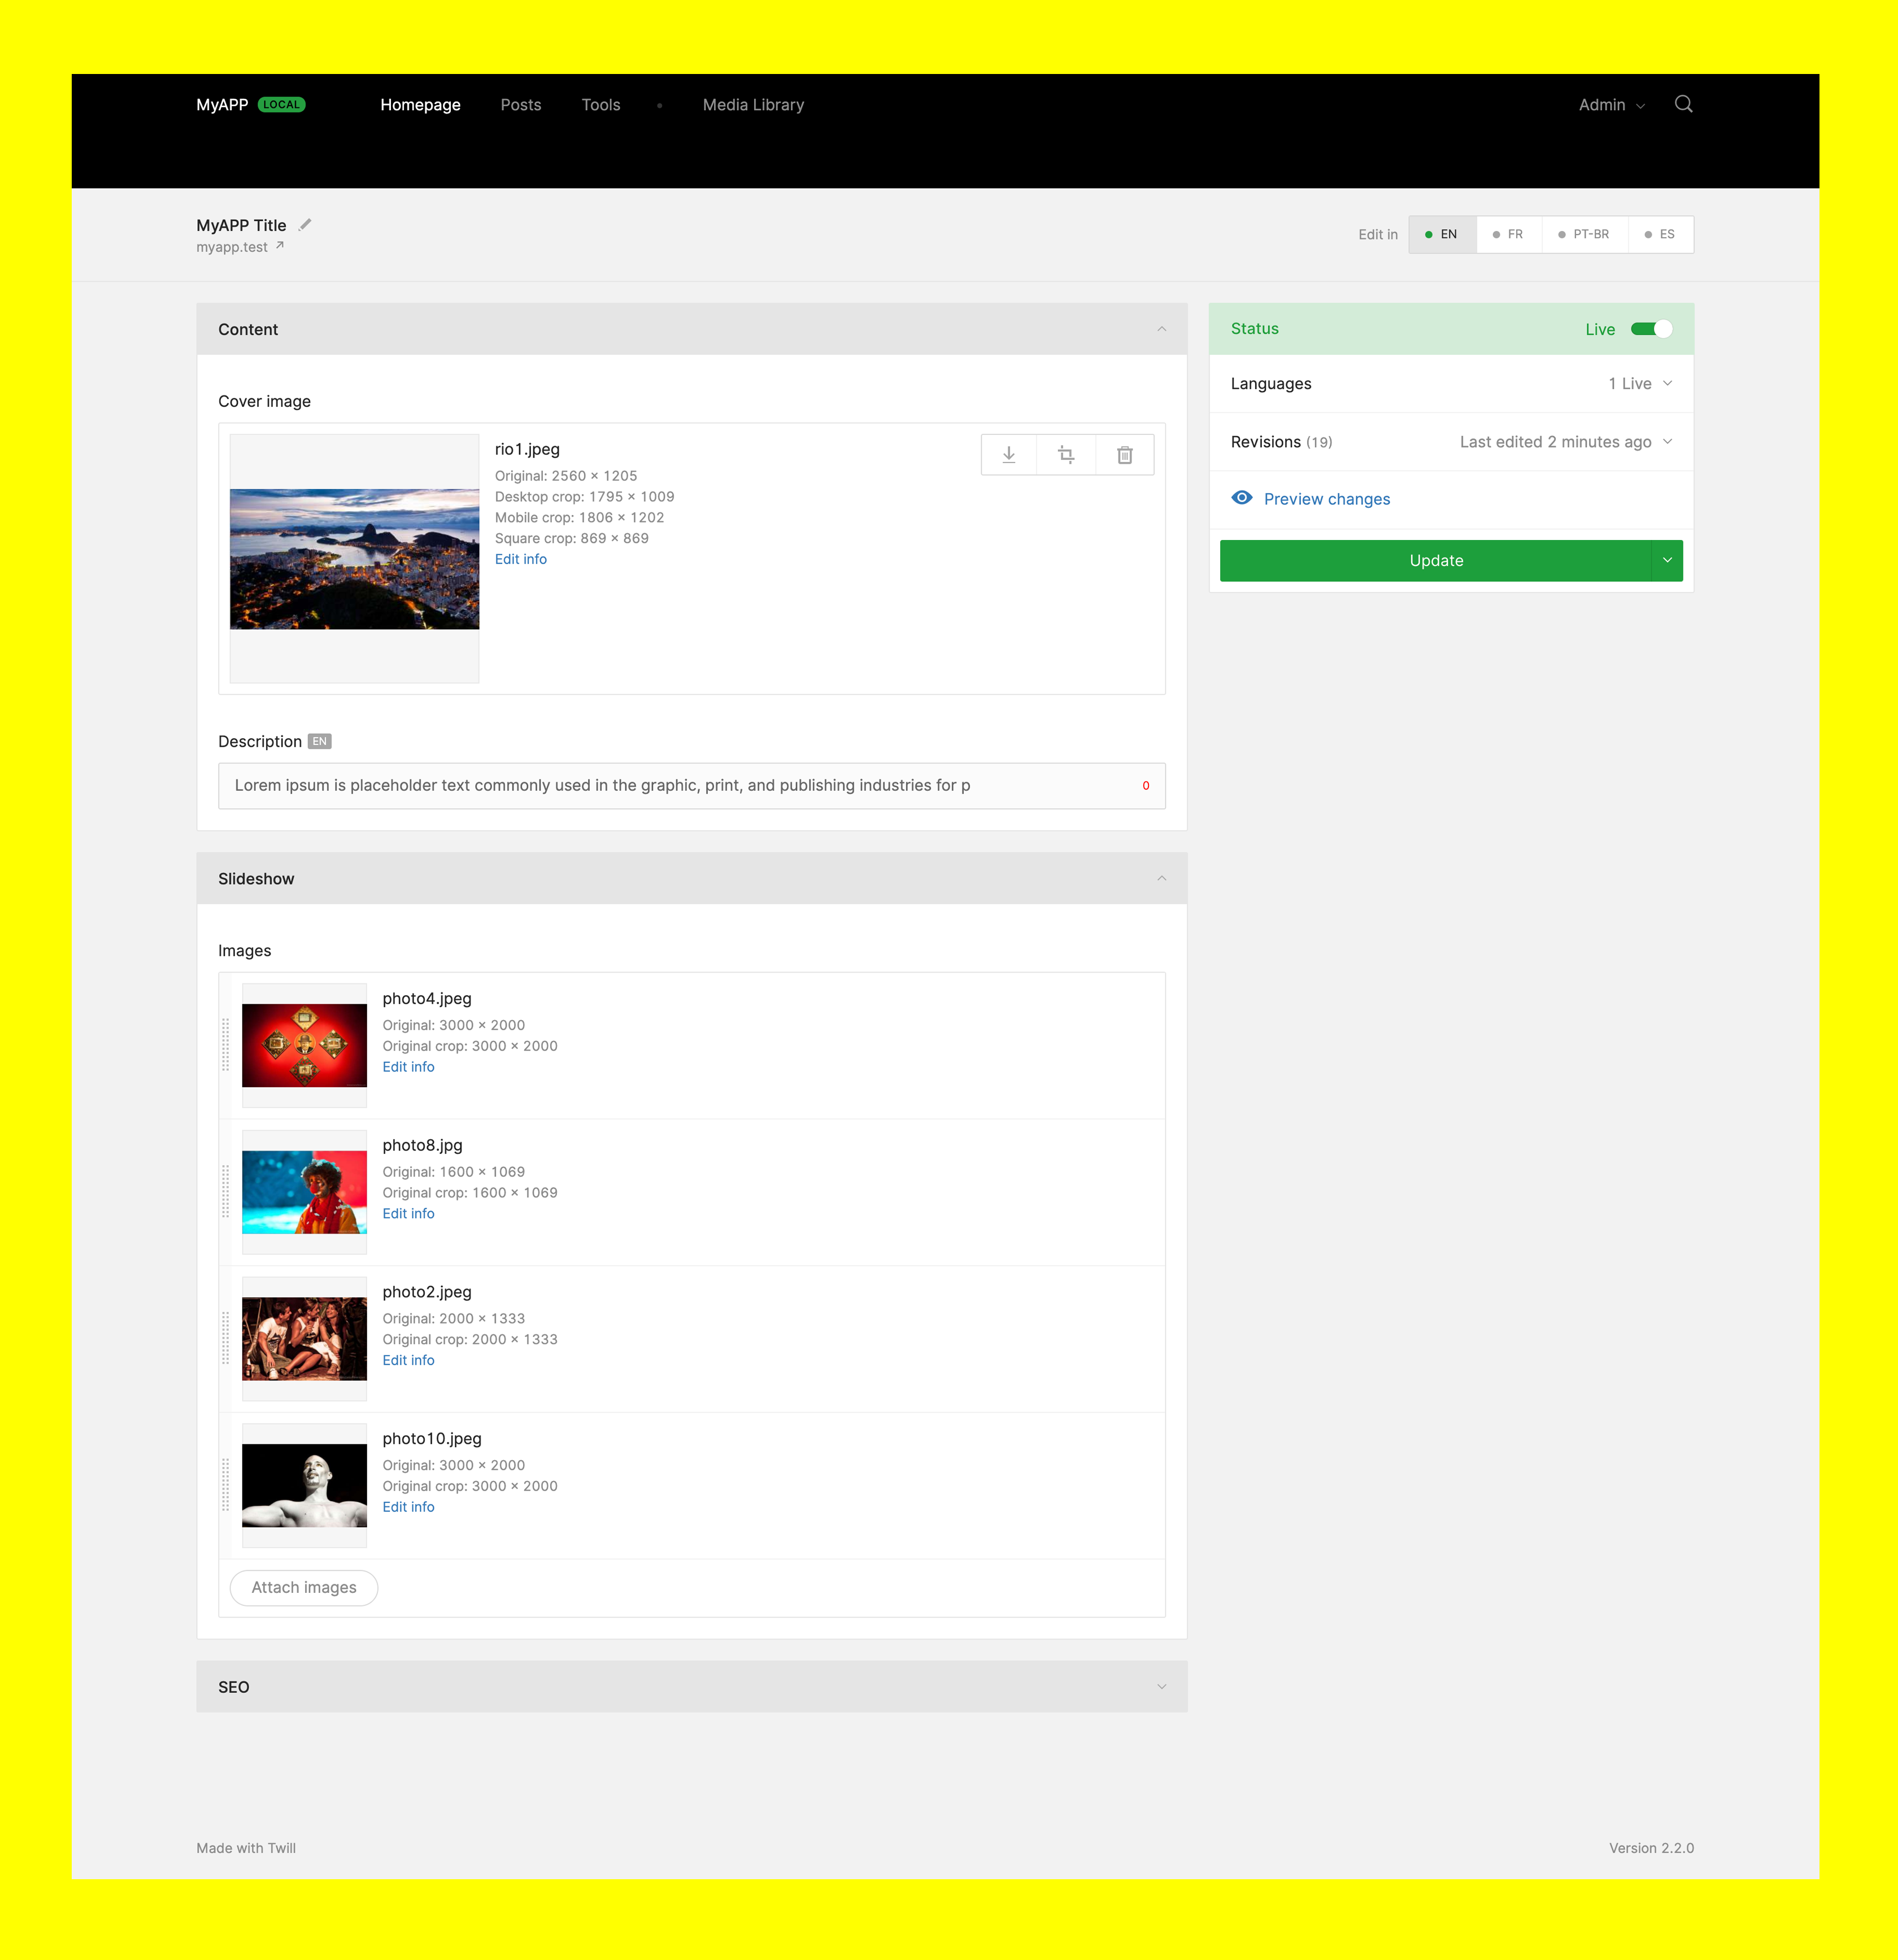 MyAPP LOCAL Homepage Posts Tools • Media Library Admin
MyAPP Title
myapp.test
Edit in EN FR PT-BR ES
Content
Cover image
rio1.jpeg
Original: 2560 × 1205
Desktop crop: 1795 × 1009
Mobile crop: 1806 × 1202
Square crop: 869 × 869
Edit info
Description EN
Lorem ipsum is placeholder text commonly used in the graphic, print, and publishing industries for p 0
Status Live
Languages 1 Live
Revisions (19) Last edited 2 minutes ago
Preview changes
Update
Slideshow
Images
photo4.jpeg
Original: 3000 × 2000
Original crop: 3000 × 2000
Edit info
photo8.jpg
Original: 1600 × 1069
Original crop: 1600 × 1069
Edit info
photo2.jpeg
Original: 2000 × 1333
Original crop: 2000 × 1333
Edit info
photo10.jpeg
Original: 3000 × 2000
Original crop: 3000 × 2000
Edit info
Attach images
SEO
Made with Twill Version 2.2.0